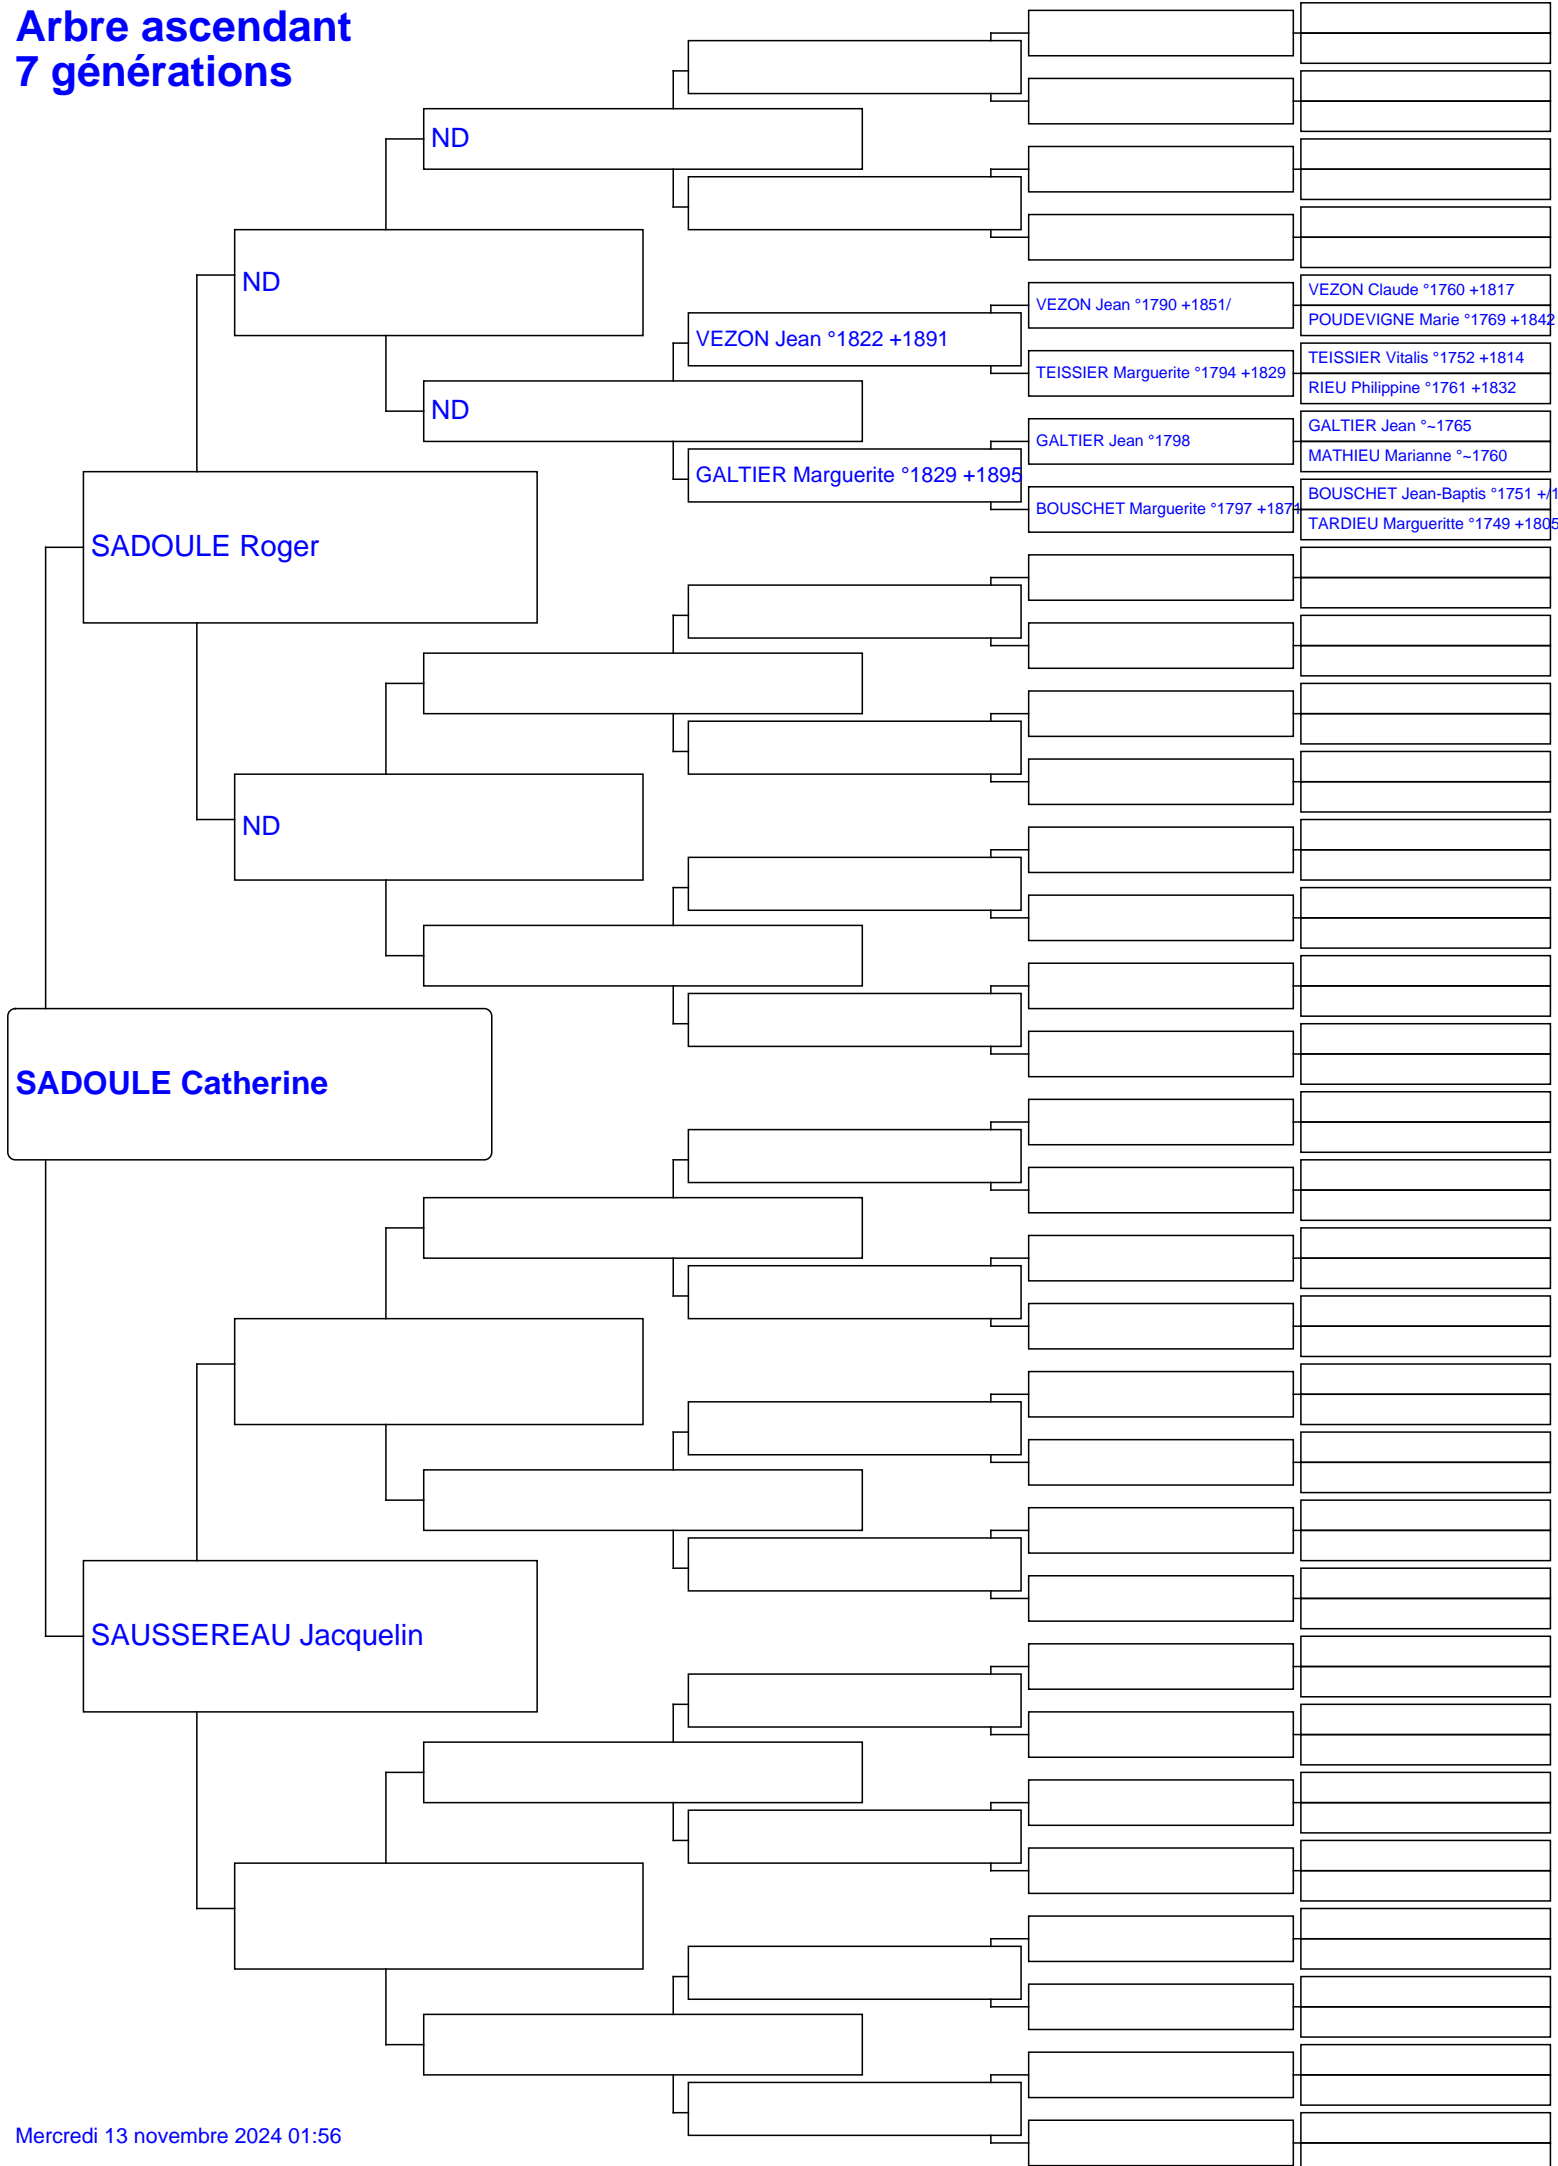 Arbre ascendant
7 générations
ND
ND
VEZON Jean °1790 +1851/
VEZON Claude °1760 +1817
POUDEVIGNE Marie °1769 +1842
VEZON Jean °1822 +1891
TEISSIER Marguerite °1794 +1829
TEISSIER Vitalis °1752 +1814
RIEU Philippine °1761 +1832
ND
GALTIER Jean °1798
GALTIER Jean °~1765
MATHIEU Marianne °~1760
GALTIER Marguerite °1829 +1895
BOUSCHET Marguerite °1797 +1871
BOUSCHET Jean-Baptis °1751 +/1
TARDIEU Margueritte °1749 +1805
SADOULE Roger
ND
SADOULE Catherine
SAUSSEREAU Jacquelin
Mercredi 13 novembre 2024 01:56